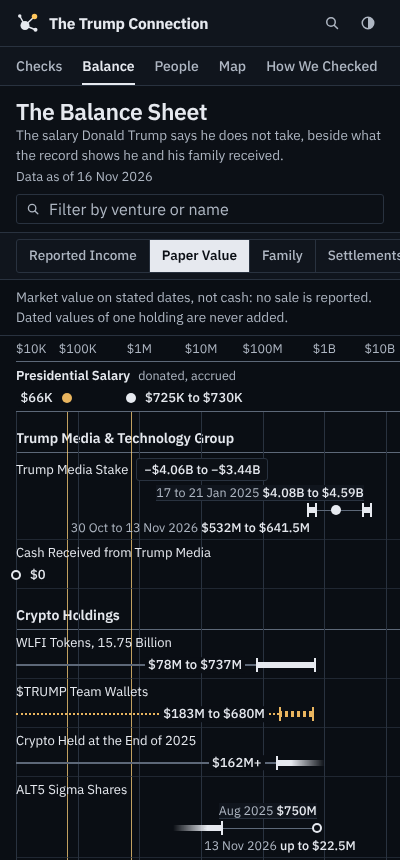 The Trump Connection
Checks Balance People Map How We Checked
The Balance Sheet
The salary Donald Trump says he does not take, beside what
the record shows he and his family received.
Data as of 16 Nov 2026
Filter by venture or name
Reported Income Paper Value Family Settlements
Market value on stated dates, not cash: no sale is reported.
Dated values of one holding are never added.
$10K $100K $1M $10M $100M $1B $10B
Presidential Salary donated, accrued
$66K $725K to $730K
Trump Media & Technology Group
Trump Media Stake −$4.06B to −$3.44B
17 to 21 Jan 2025 $4.08B to $4.59B
30 Oct to 13 Nov 2026 $532M to $641.5M
Cash Received from Trump Media
$0
Crypto Holdings
WLFI Tokens, 15.75 Billion
$78M to $737M
$TRUMP Team Wallets
$183M to $680M
Crypto Held at the End of 2025
$162M+
ALT5 Sigma Shares
Aug 2025 $750M
13 Nov 2026 up to $22.5M